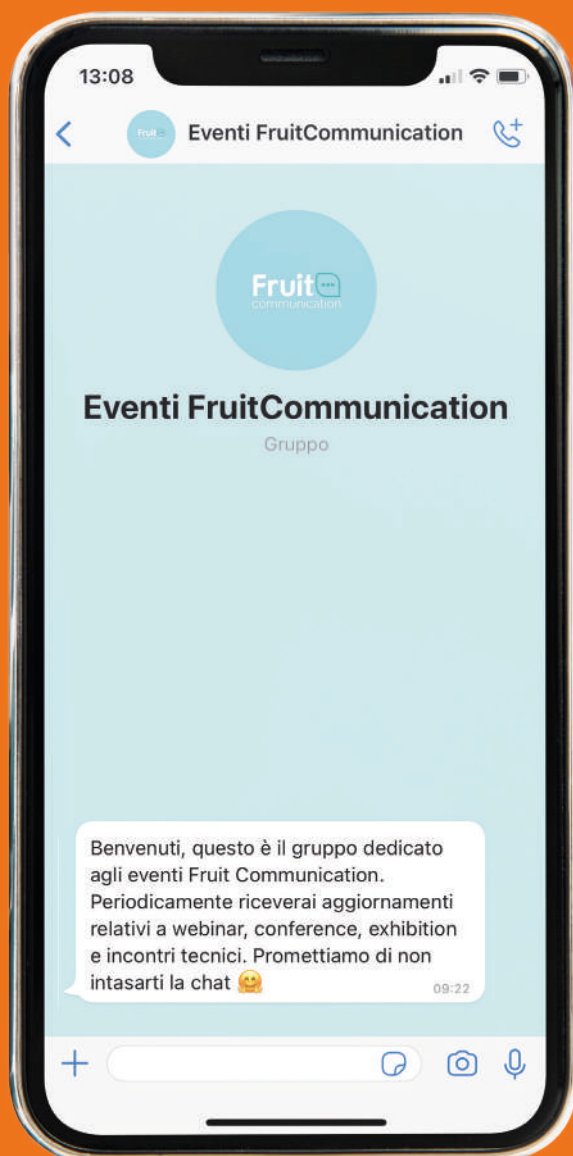 13:08
Fruit
Eventi FruitCommunication
Fruit
communication
Eventi FruitCommunication
Gruppo
Benvenuti, questo è il gruppo dedicato
agli eventi Fruit Communication.
Periodicamente riceverai aggiornamenti
relativi a webinar, conference, exhibition
e incontri tecnici. Promettiamo di non
intasarti la chat 🤗
09:22